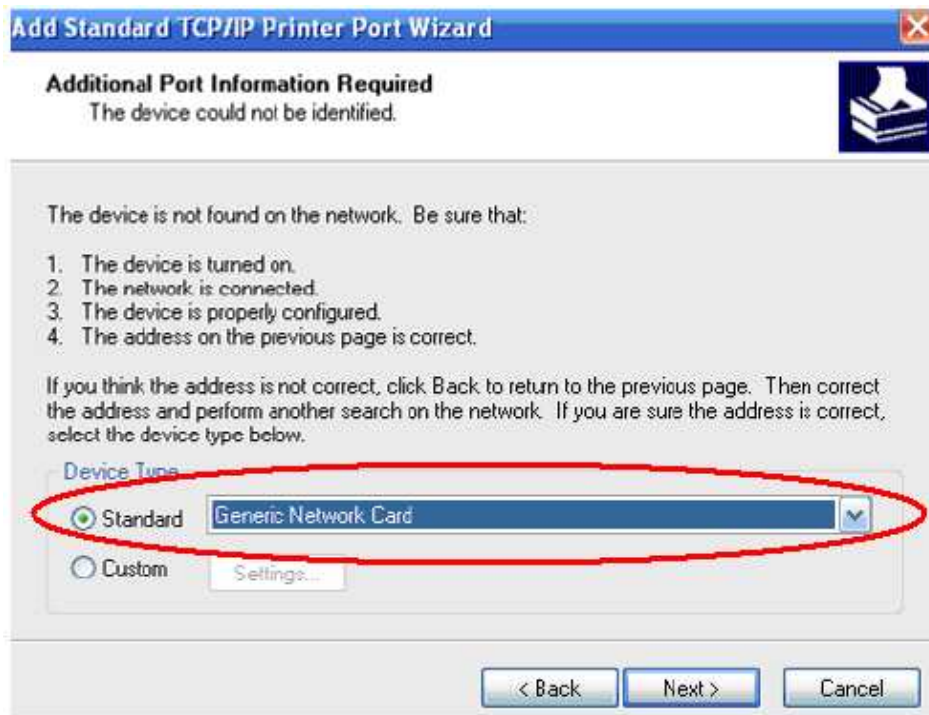 Add Standard TCP/IP Printer Port Wizard
Additional Port Information Required
The device could not be identified.
The device is not found on the network. Be sure that:
1. The device is turned on.
2. The network is connected.
3. The device is properly configured.
4. The address on the previous page is correct.
If you think the address is not correct, click Back to return to the previous page. Then correct
the address and perform another search on the network. If you are sure the address is correct,
select the device type below.
Device Type
Standard Generic Network Card
Custom Settings...
< Back Next > Cancel